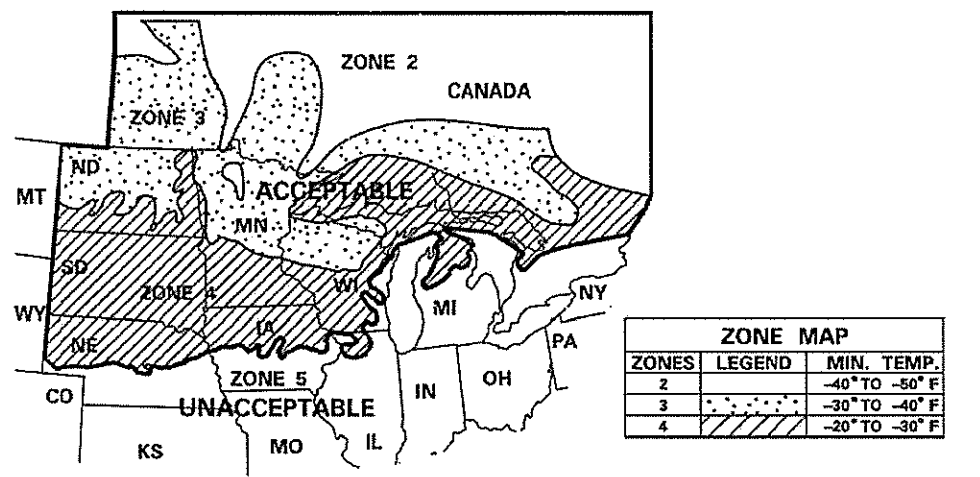 ZONE 2
CANADA
ZONE 3
ND
MT
ACCEPTABLE
MN
SD
ZONE 4
WI
WY
MI
NY
NE
IA
PA
CO
ZONE 5
UNACCEPTABLE
IN
OH
KS
MO
IL
ZONE MAP
ZONES LEGEND MIN. TEMP.
2 –40° TO –50° F
3 –30° TO –40° F
4 –20° TO –30° F